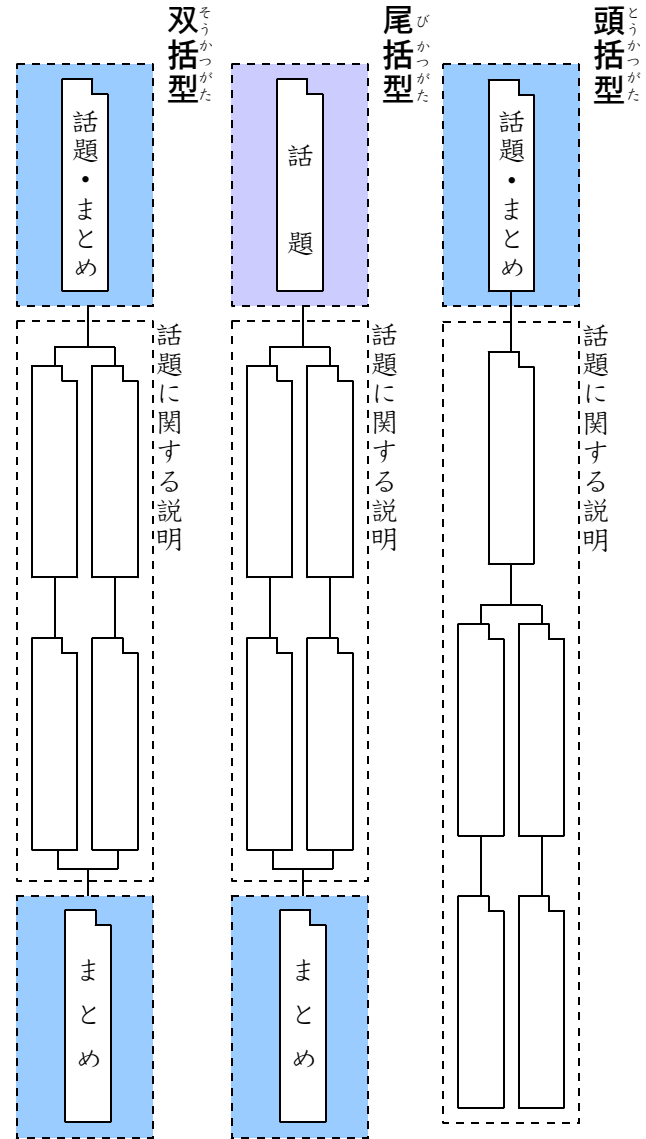 頭括型
とうかつがた
話題・まとめ
話題に関する説明
尾括型
びかつがた
話題
話題に関する説明
まとめ
双括型
そうかつがた
話題・まとめ
話題に関する説明
まとめ